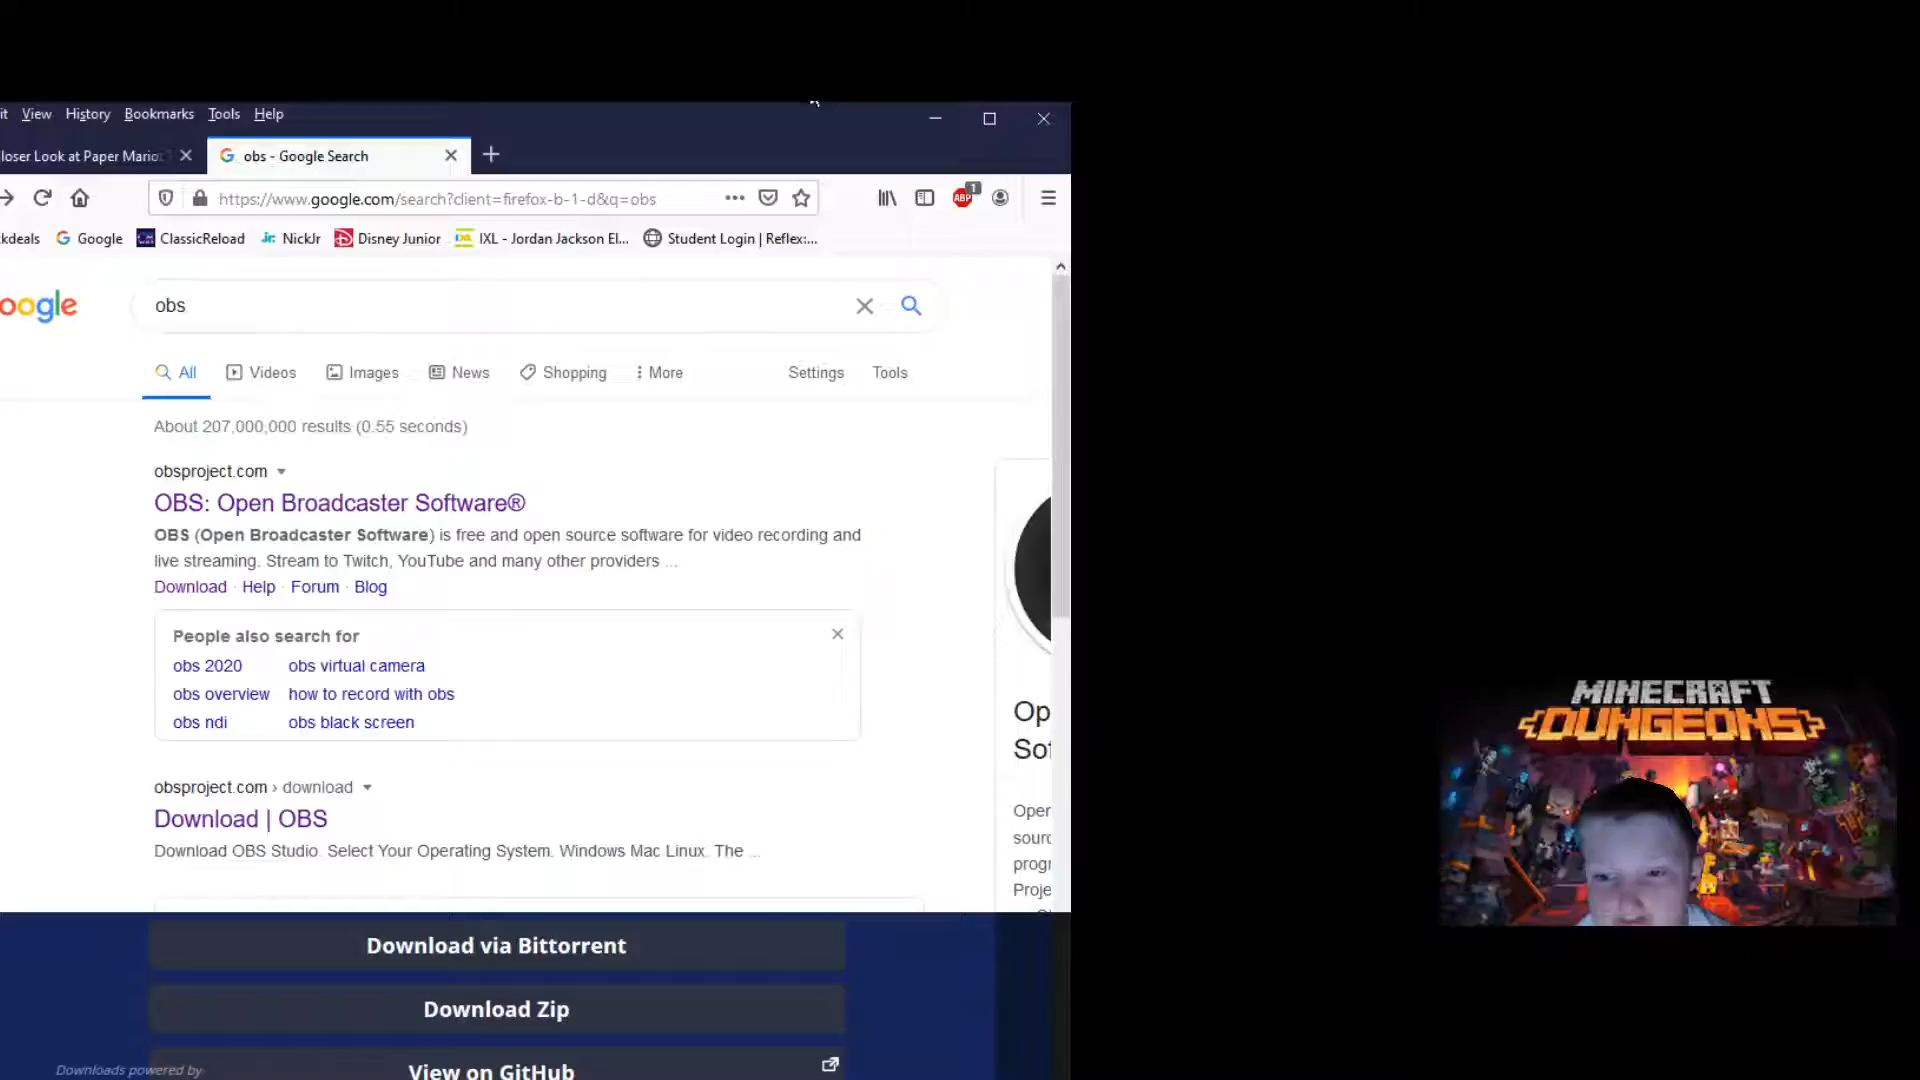 it View History Bookmarks Tools Help
loser Look at Paper Mario:
obs - Google Search
https://www.google.com/search?client=firefox-b-1-d&q=obs
ABP 1
kdeals Google ClassicReload Jr. NickJr Disney Junior IXL IXL - Jordan Jackson El... Student Login | Reflex:...
oogle
obs
All Videos Images News Shopping More Settings Tools
About 207,000,000 results (0.55 seconds)
obsproject.com
OBS: Open Broadcaster Software®
OBS (Open Broadcaster Software) is free and open source software for video recording and
live streaming. Stream to Twitch, YouTube and many other providers ...
Download · Help · Forum · Blog
People also search for
obs 2020 obs virtual camera
obs overview how to record with obs
obs ndi obs black screen
obsproject.com › download
Download | OBS
Download OBS Studio. Select Your Operating System. Windows Mac Linux. The ...
Op
Sof
Oper
sourc
progr
Proje
Download via Bittorrent
Download Zip
View on GitHub
Downloads powered by
MINECRAFT
DUNGEONS